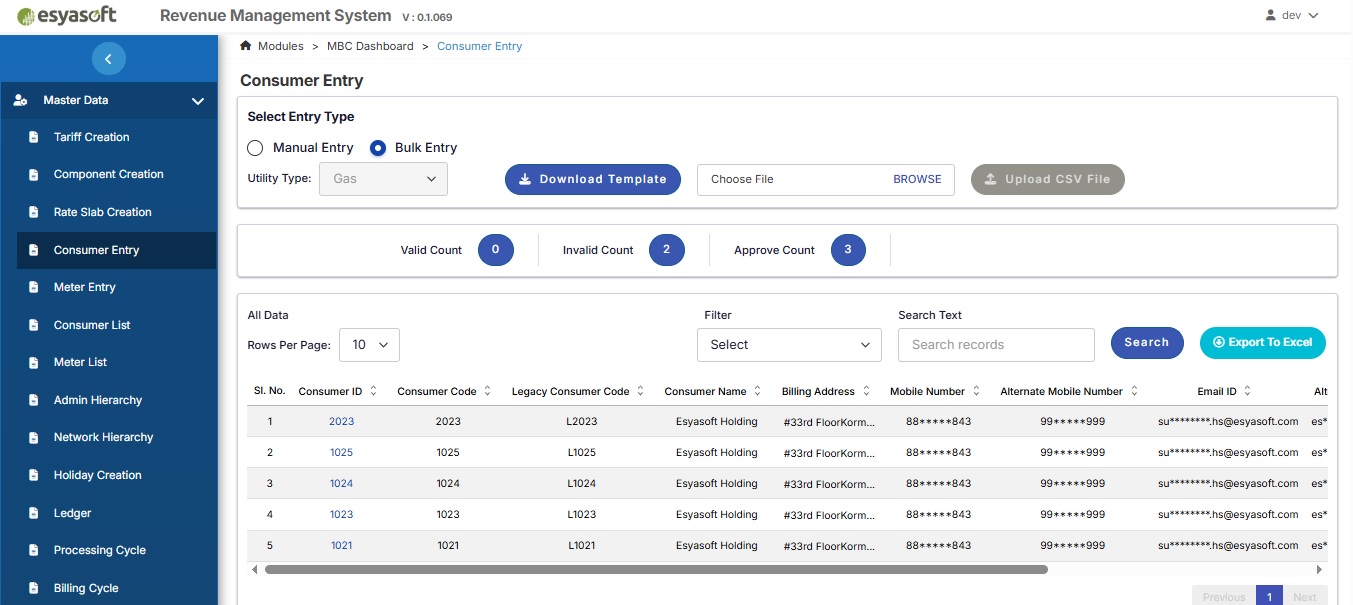 esyasoft Revenue Management System V : 0.1.069 dev
Modules > MBC Dashboard > Consumer Entry
Consumer Entry
Master Data
Tariff Creation
Component Creation
Rate Slab Creation
Consumer Entry
Meter Entry
Consumer List
Meter List
Admin Hierarchy
Network Hierarchy
Holiday Creation
Ledger
Processing Cycle
Billing Cycle
Select Entry Type
Manual Entry Bulk Entry
Utility Type: Gas Download Template Choose File BROWSE Upload CSV File
Valid Count 0 Invalid Count 2 Approve Count 3
All Data Filter Search Text
Rows Per Page: 10 Select Search records Search Export To Excel
Sl. No. Consumer ID Consumer Code Legacy Consumer Code Consumer Name Billing Address Mobile Number Alternate Mobile Number Email ID Alt
1 2023 2023 L2023 Esyasoft Holding #33rd FloorKorm... 88*****843 99*****999 su********.hs@esyasoft.com es*
2 1025 1025 L1025 Esyasoft Holding #33rd FloorKorm... 88*****843 99*****999 su********.hs@esyasoft.com es*
3 1024 1024 L1024 Esyasoft Holding #33rd FloorKorm... 88*****843 99*****999 su********.hs@esyasoft.com es*
4 1023 1023 L1023 Esyasoft Holding #33rd FloorKorm... 88*****843 99*****999 su********.hs@esyasoft.com es*
5 1021 1021 L1021 Esyasoft Holding #33rd FloorKorm... 88*****843 99*****999 su********.hs@esyasoft.com es*
Previous 1 Next